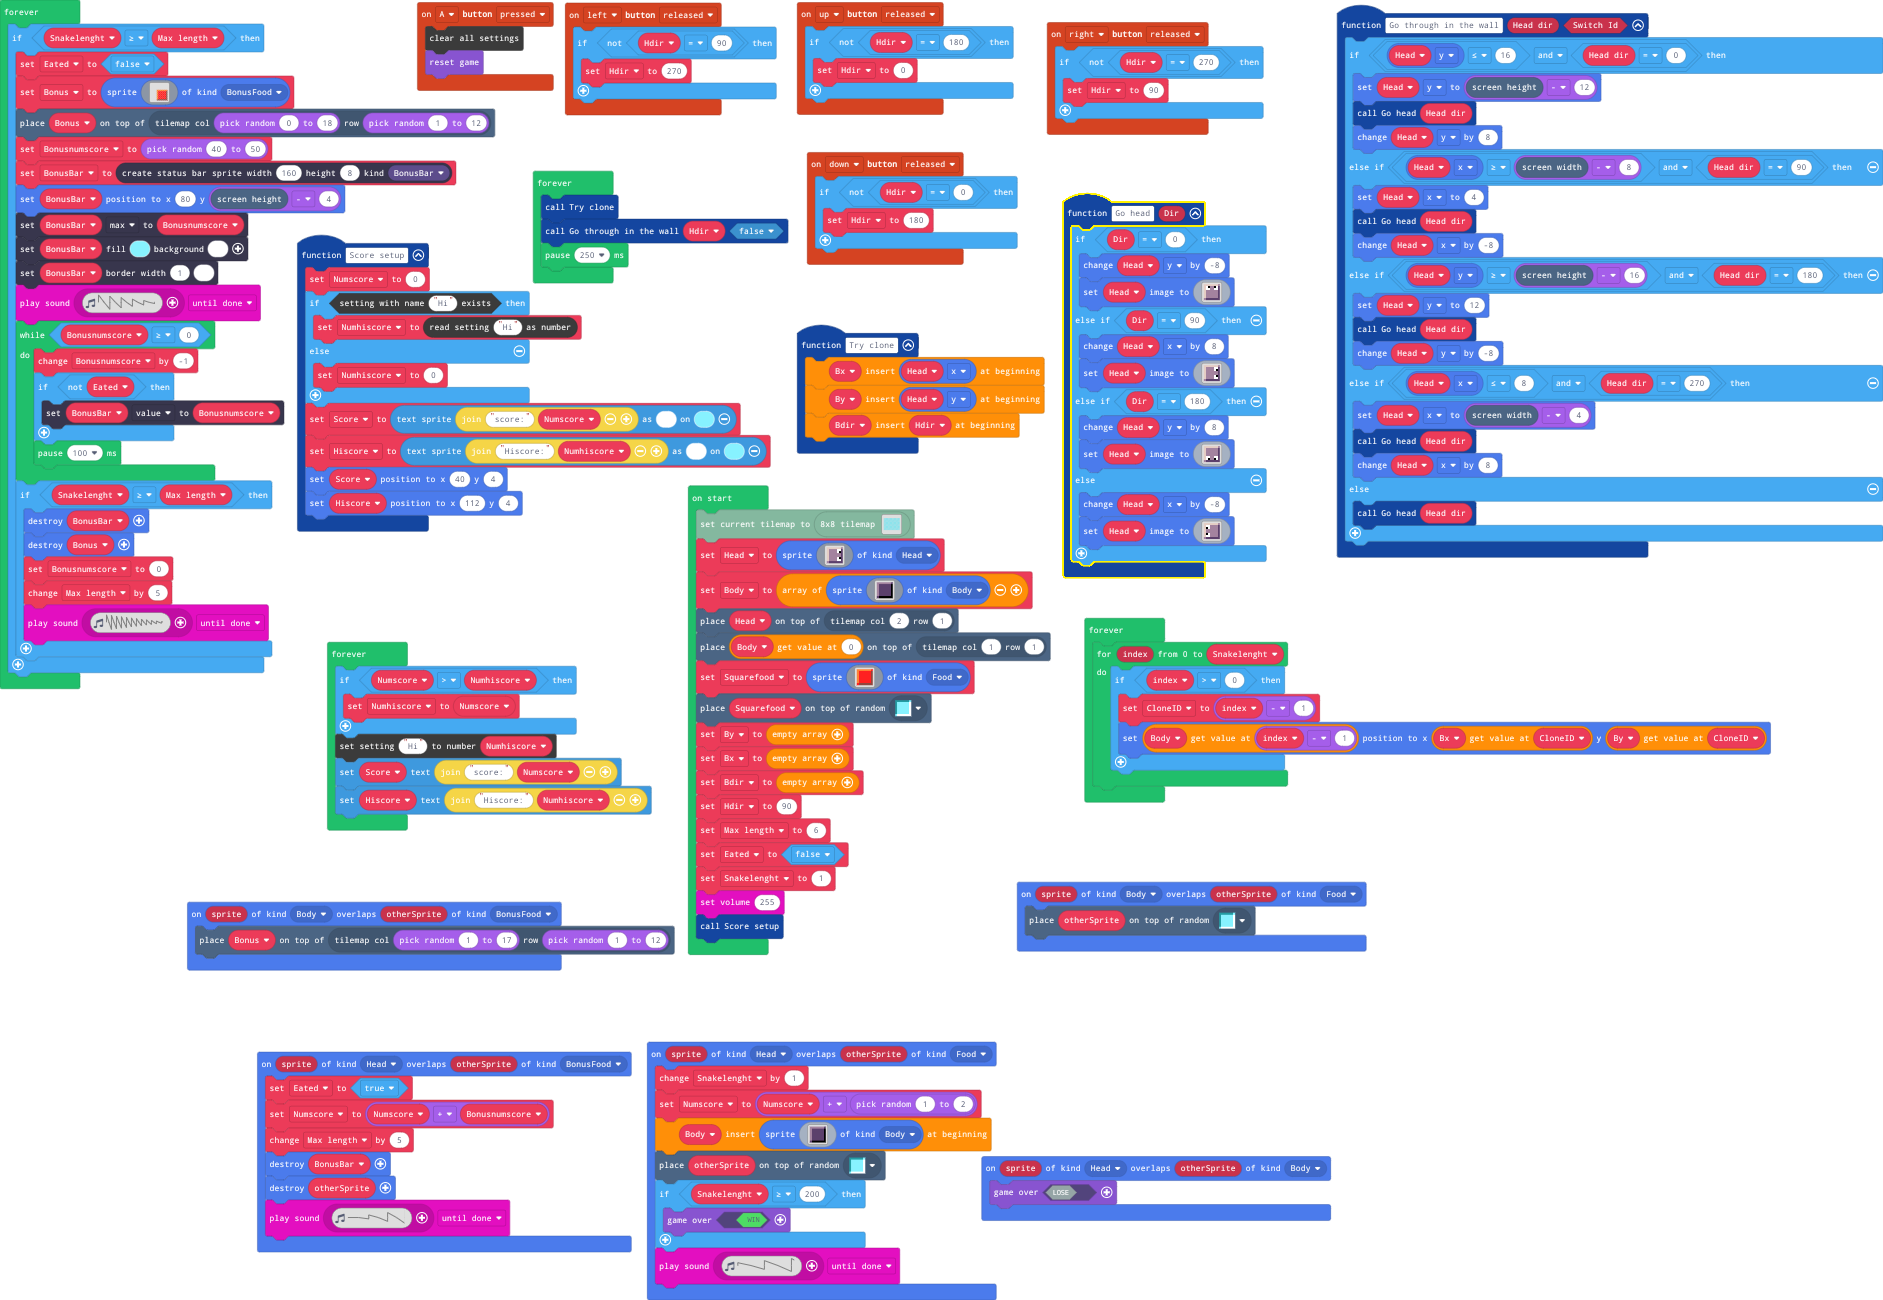 forever
if Snakelenght ≥ Max length then
set Eated to false
set Bonus to sprite of kind BonusFood
place Bonus on top of tilemap col pick random 0 to 18 row pick random 1 to 12
set Bonusnumscore to pick random 40 to 50
set BonusBar to create status bar sprite width 160 height 8 kind BonusBar
set BonusBar position to x 80 y screen height - 4
set BonusBar max to Bonusnumscore
set BonusBar fill background
set BonusBar border width 1
play sound until done
while Bonusnumscore ≥ 0
do
change Bonusnumscore by -1
if not Eated then
set BonusBar value to Bonusnumscore
pause 100 ms
if Snakelenght ≥ Max length then
destroy BonusBar
destroy Bonus
set Bonusnumscore to 0
change Max length by 5
play sound until done
on A button pressed
clear all settings
reset game
on left button released
if not Hdir = 90 then
set Hdir to 270
on up button released
if not Hdir = 180 then
set Hdir to 0
on right button released
if not Hdir = 270 then
set Hdir to 90
on down button released
if not Hdir = 0 then
set Hdir to 180
forever
call Try clone
call Go through in the wall Hdir false
pause 250 ms
function Score setup
set Numscore to 0
if setting with name "Hi" exists then
set Numhiscore to read setting "Hi" as number
else
set Numhiscore to 0
set Score to text sprite join "score:" Numscore as on
set Hiscore to text sprite join "Hiscore:" Numhiscore as on
set Score position to x 40 y 4
set Hiscore position to x 112 y 4
function Try clone
Bx insert Head x at beginning
By insert Head y at beginning
Bdir insert Hdir at beginning
function Go head Dir
if Dir = 0 then
change Head y by -8
set Head image to
else if Dir = 90 then
change Head x by 8
set Head image to
else if Dir = 180 then
change Head y by 8
set Head image to
else
change Head x by -8
set Head image to
function Go through in the wall Head dir Switch Id
if Head y ≤ 16 and Head dir = 0 then
set Head y to screen height - 12
call Go head Head dir
change Head y by 8
else if Head x ≥ screen width - 8 and Head dir = 90
set Head x to 4
call Go head Head dir
change Head x by -8
else if Head y ≥ screen height - 16 and Head dir = 180
set Head y to 12
call Go head Head dir
change Head y by -8
else if Head x ≤ 8 and Head dir = 270 then
set Head x to screen width - 4
call Go head Head dir
change Head x by 8
else
call Go head Head dir
on start
set current tilemap to 8x8 tilemap
set Head to sprite of kind Head
set Body to array of sprite of kind Body
place Head on top of tilemap col 2 row 1
place Body get value at 0 on top of tilemap col 1 row 1
set Squarefood to sprite of kind Food
place Squarefood on top of random
set By to empty array
set Bx to empty array
set Bdir to empty array
set Hdir to 90
set Max length to 6
set Eated to false
set Snakelenght to 1
set volume 255
call Score setup
forever
if Numscore > Numhiscore then
set Numhiscore to Numscore
set setting "Hi" to number Numhiscore
set Score text join "score:" Numscore
set Hiscore text join "Hiscore:" Numhiscore
forever
for index from 0 to Snakelenght
do
if index > 0 then
set CloneID to index - 1
set Body get value at index - 1 position to x Bx get value at CloneID y By get value at CloneID
on sprite of kind Body overlaps otherSprite of kind BonusFood
place Bonus on top of tilemap col pick random 1 to 17 row pick random 1 to 12
on sprite of kind Body overlaps otherSprite of kind Food
place otherSprite on top of random
on sprite of kind Head overlaps otherSprite of kind BonusFood
set Eated to true
set Numscore to Numscore + Bonusnumscore
change Max length by 5
destroy BonusBar
destroy otherSprite
play sound until done
on sprite of kind Head overlaps otherSprite of kind Food
change Snakelenght by 1
set Numscore to Numscore + pick random 1 to 2
Body insert sprite of kind Body at beginning
place otherSprite on top of random
if Snakelenght ≥ 200 then
game over WIN
play sound until done
on sprite of kind Head overlaps otherSprite of kind Body
game over LOSE